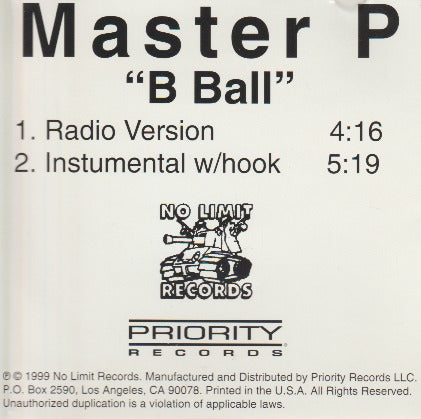 Master P
“B Ball”
1. Radio Version 4:16
2. Instumental w/hook 5:19
NO LIMIT
RECORDS
PRIORITY
RECORDS
℗ © 1999 No Limit Records. Manufactured and Distributed by Priority Records LLC.
P.O. Box 2590, Los Angeles, CA 90078. Printed in the U.S.A. All Rights Reserved.
Unauthorized duplication is a violation of applicable laws.